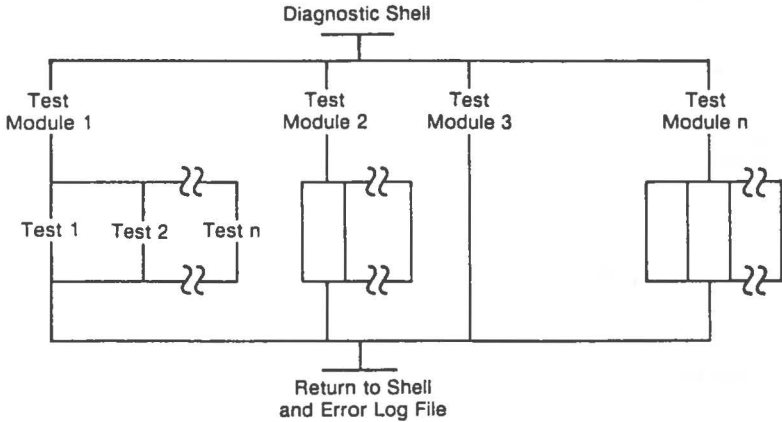 Diagnostic Shell
Test
Module 1
Test
Module 2
Test
Module 3
Test
Module n
Test 1
Test 2
Test n
Return to Shell
and Error Log File